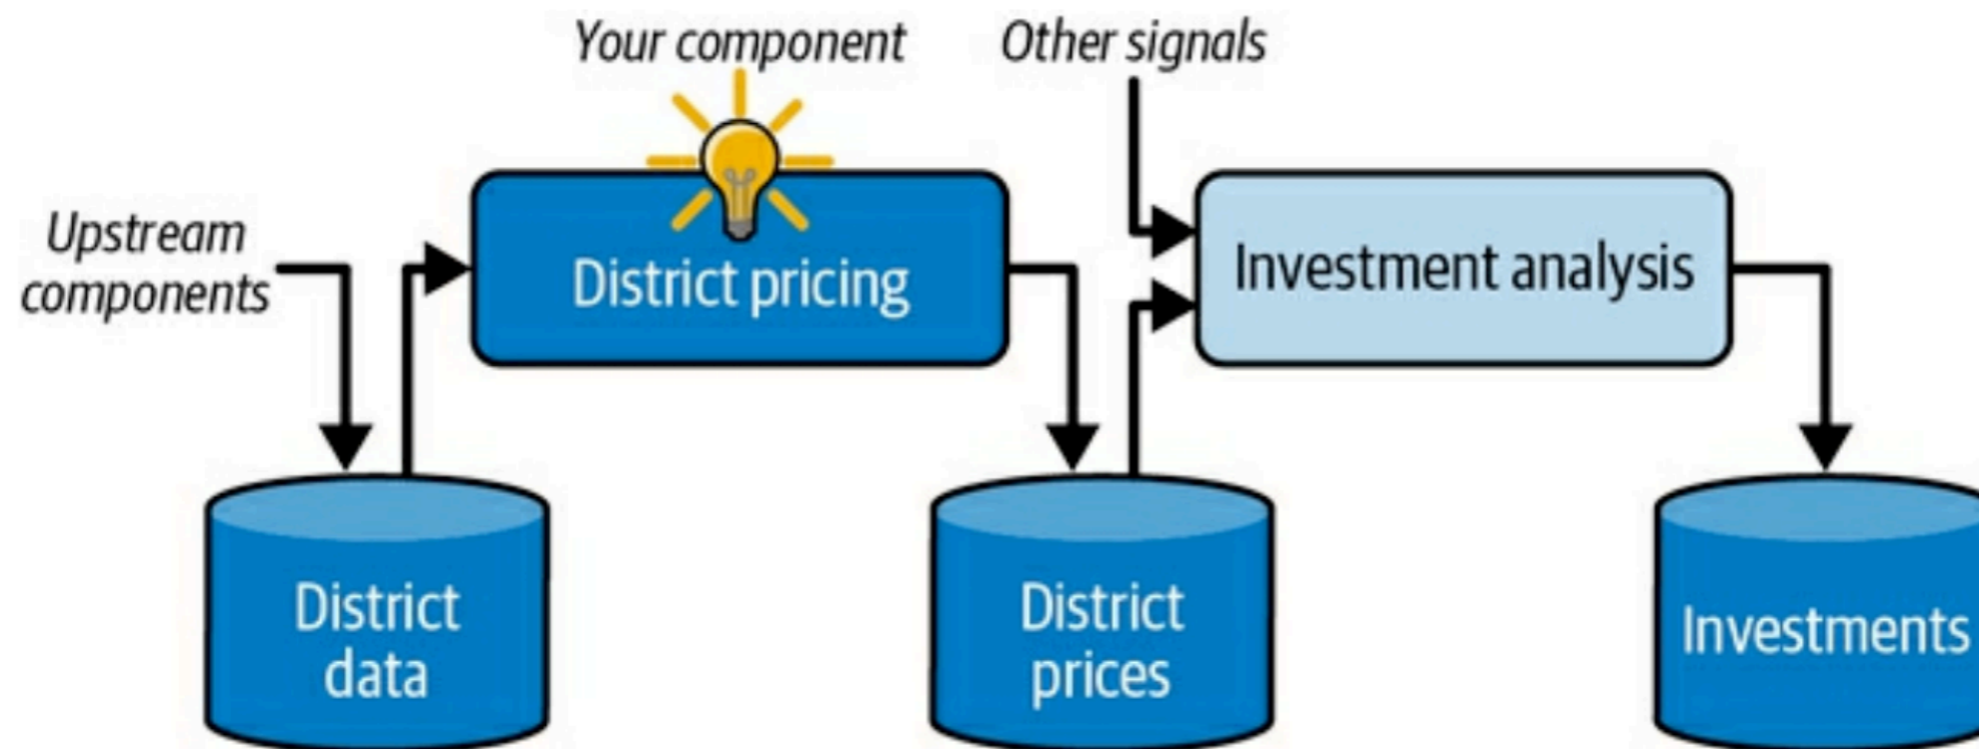 Your component
Other signals
Upstream
components
District pricing
Investment analysis
District
data
District
prices
Investments